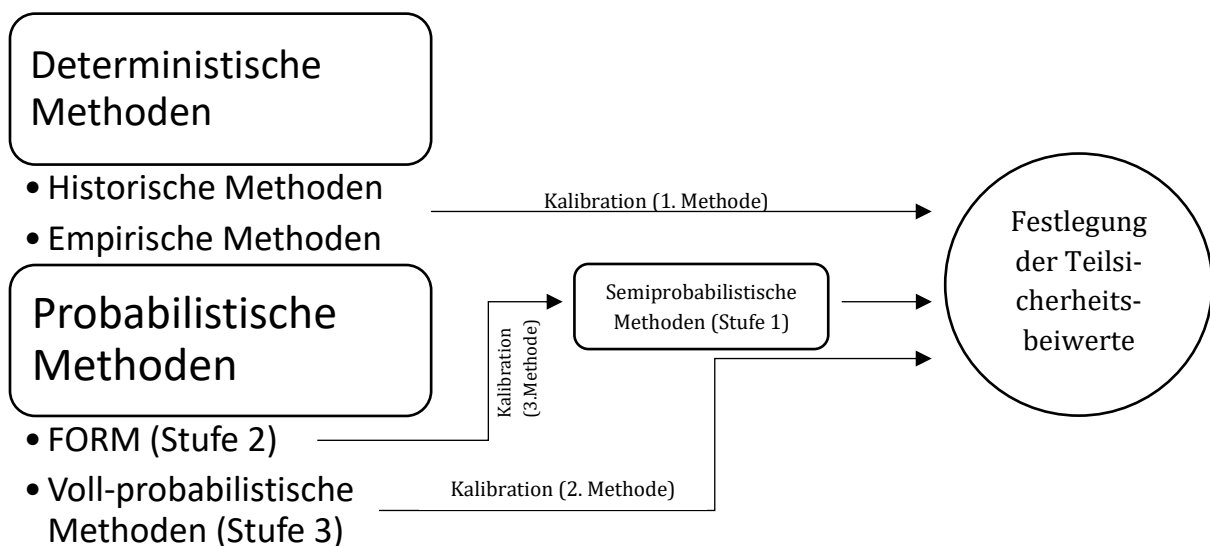 Deterministische
Methoden
• Historische Methoden
• Empirische Methoden
Kalibration (1. Methode)
Probabilistische
Methoden
• FORM (Stufe 2)
• Voll-probabilistische
Methoden (Stufe 3)
Kalibration
(3.Methode)
Semiprobabilistische
Methoden (Stufe 1)
Kalibration (2. Methode)
Festlegung
der Teilsi-
cherheits-
beiwerte